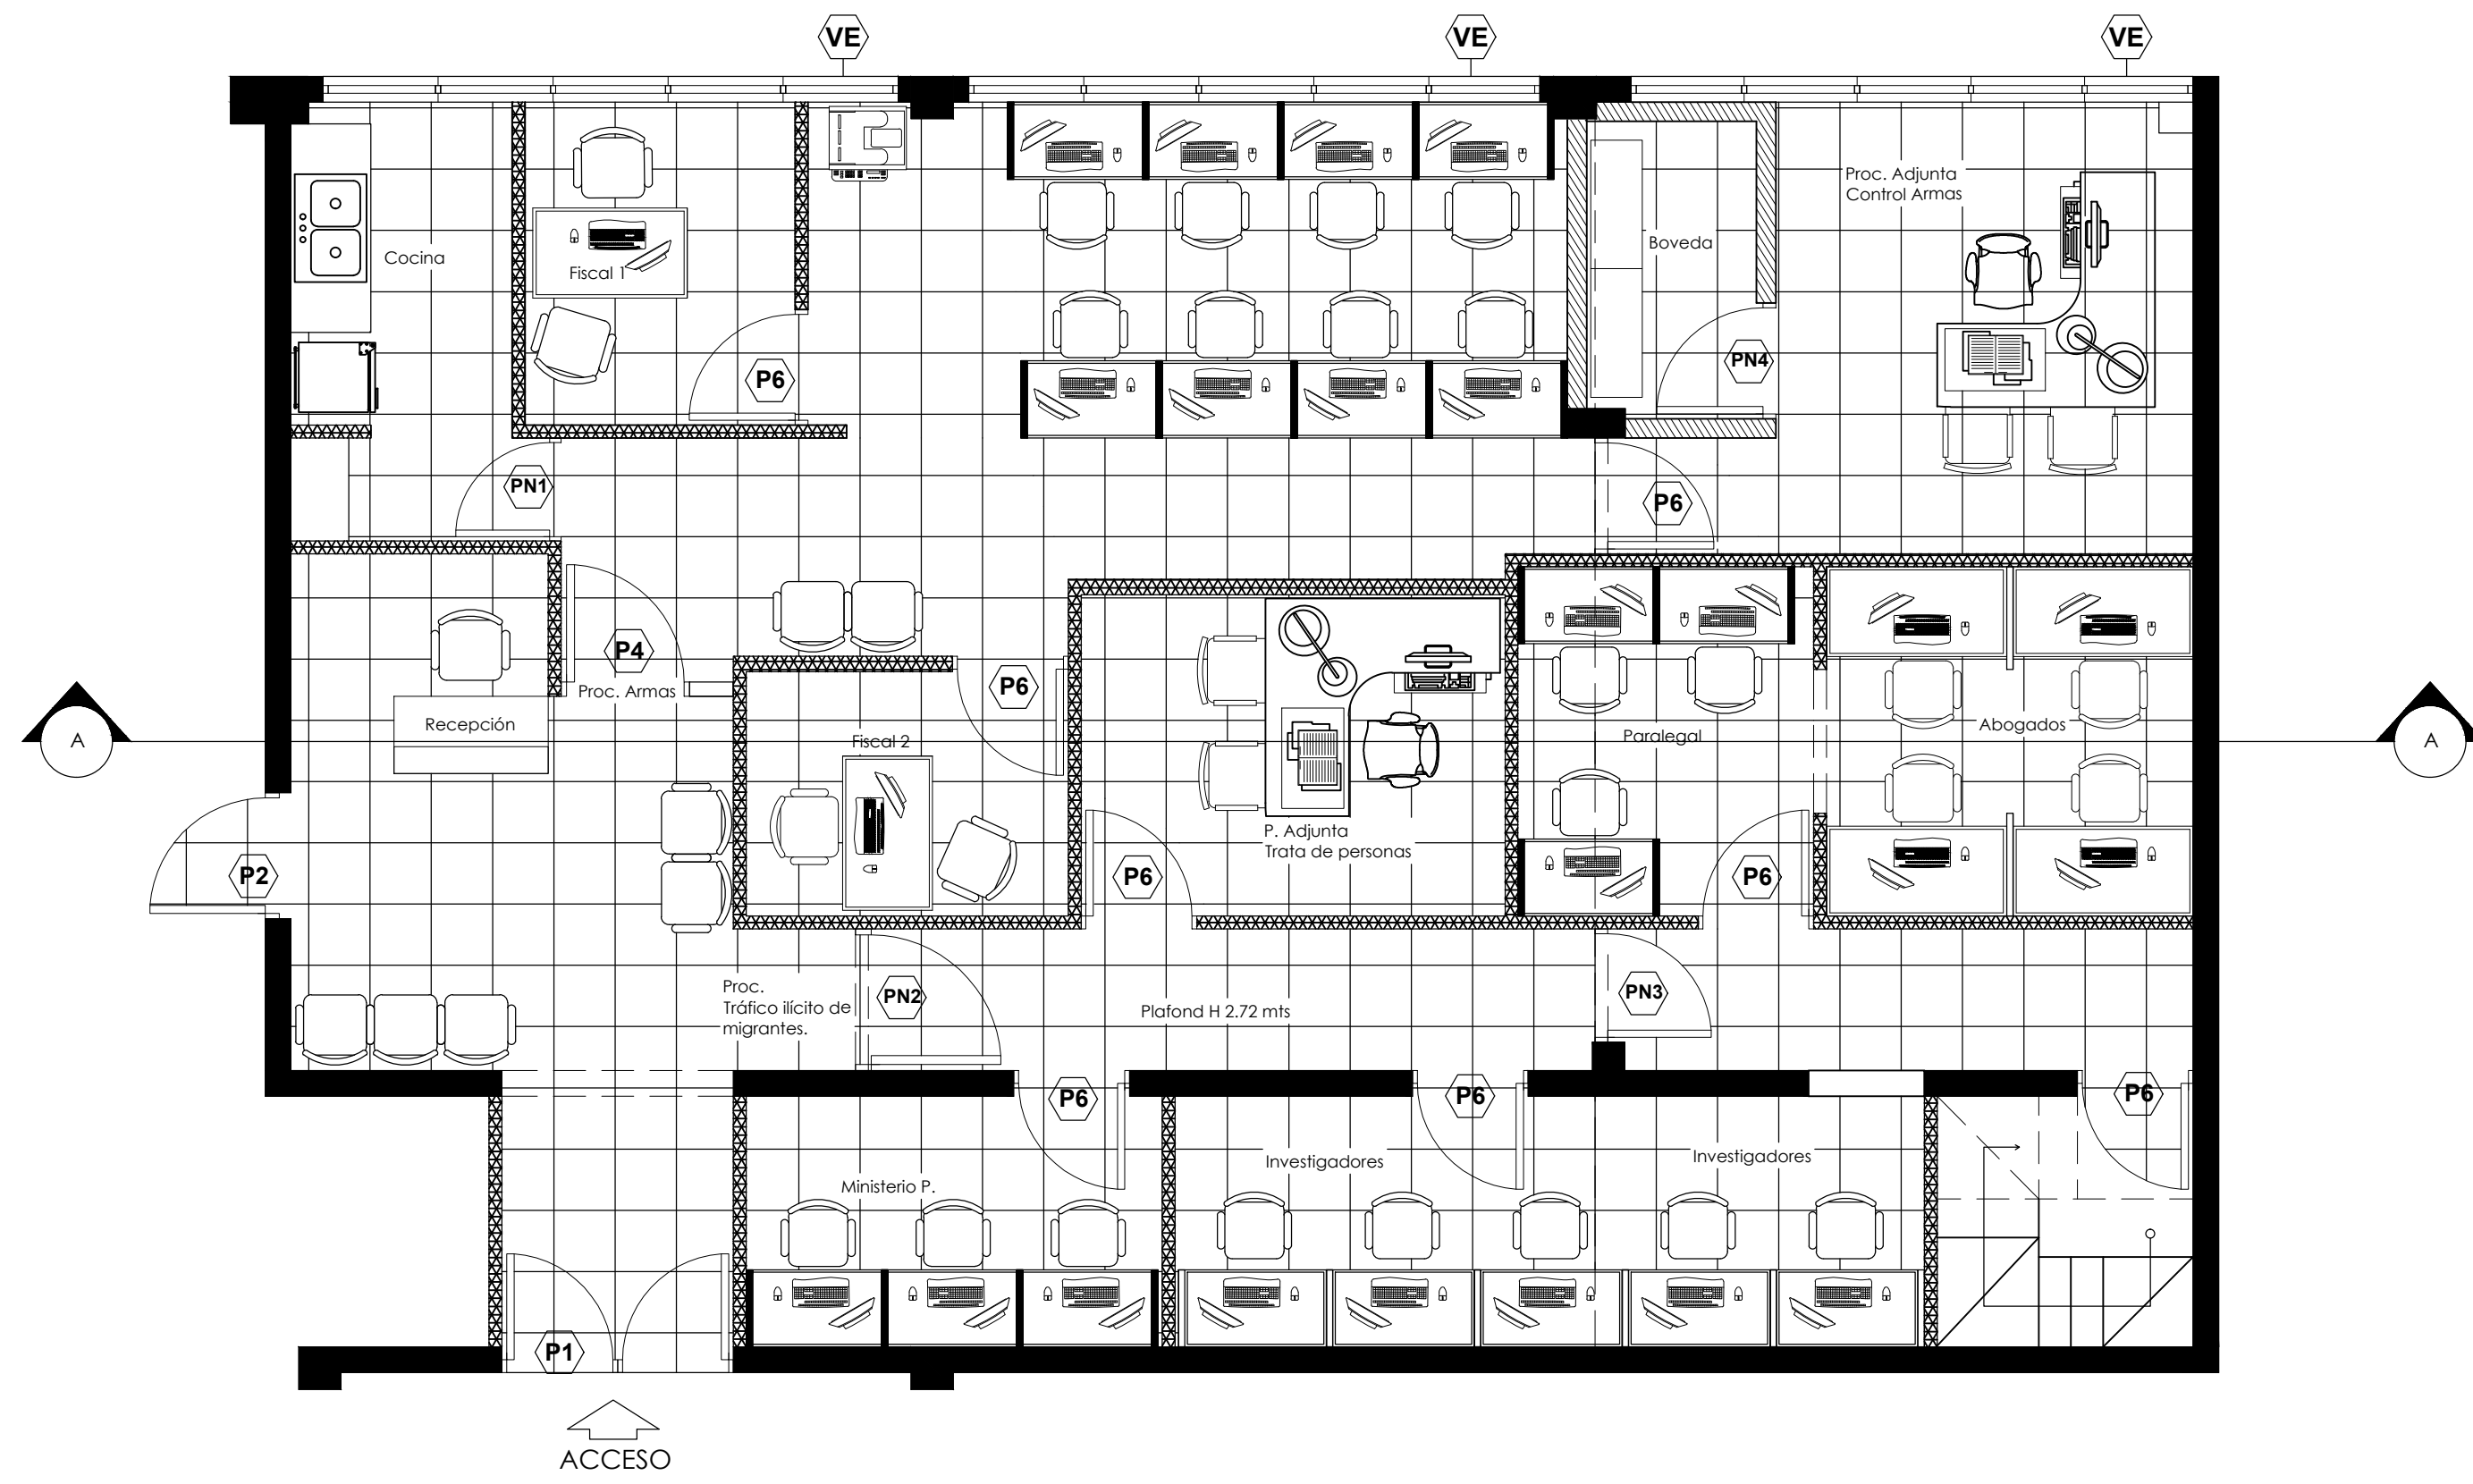 VE
VE
VE
Proc. Adjunta
Control Armas
Boveda
Cocina
Fiscal 1
PN4
P6
PN1
P6
P4
P6
Proc. Armas
Recepción
Fiscal 2
Paralegal
Abogados
A
A
P. Adjunta
Trata de personas
P2
P6
P6
Proc.
Tráfico ilícito de
migrantes.
PN2
PN3
Plafond H 2.72 mts
P6
P6
P6
Investigadores
Investigadores
Ministerio P.
P1
ACCESO